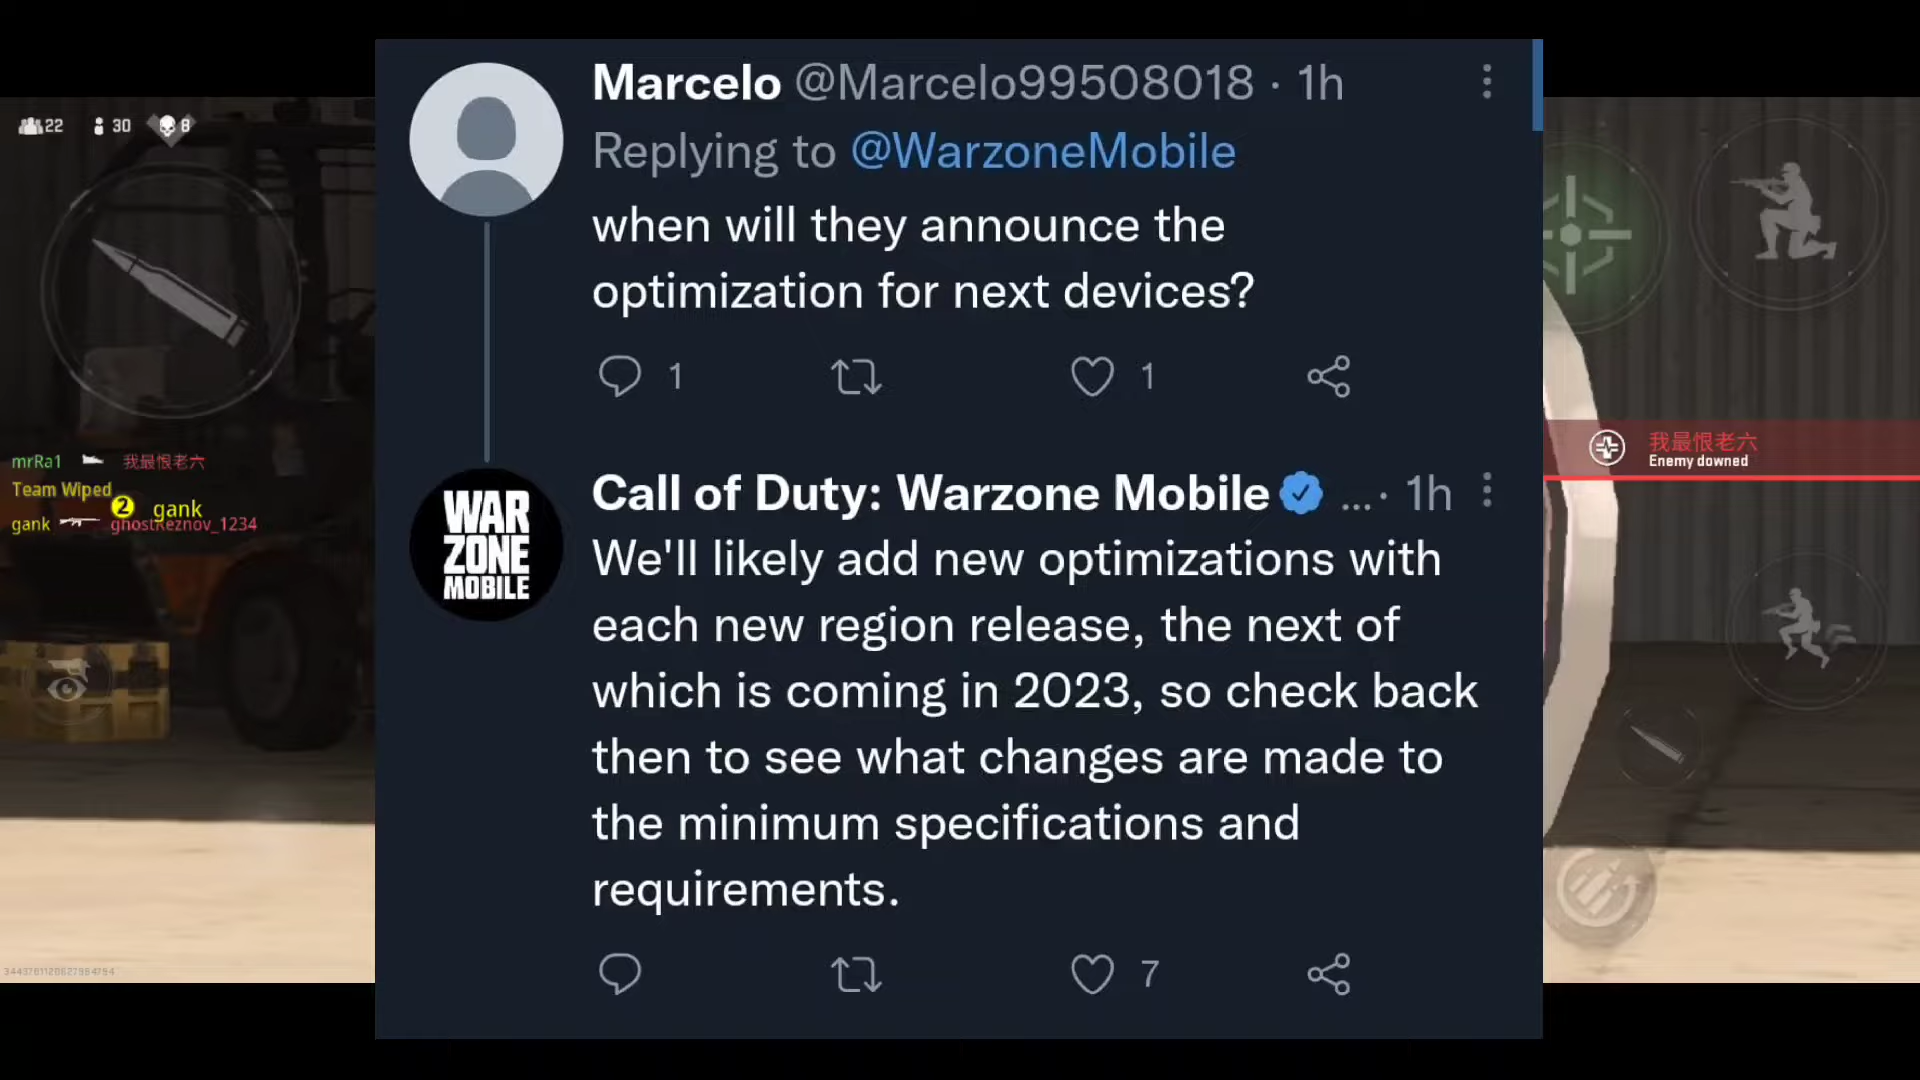 22 30 8
mrRa1 我最恨老六
Team Wiped
2 gank
gank ghostReznov_1234
Marcelo @Marcelo99508018 · 1h
Replying to @WarzoneMobile
when will they announce the
optimization for next devices?
1 1
WAR
ZONE
MOBILE
Call of Duty: Warzone Mobile ... · 1h
We'll likely add new optimizations with
each new region release, the next of
which is coming in 2023, so check back
then to see what changes are made to
the minimum specifications and
requirements.
7
我最恨老六
Enemy downed